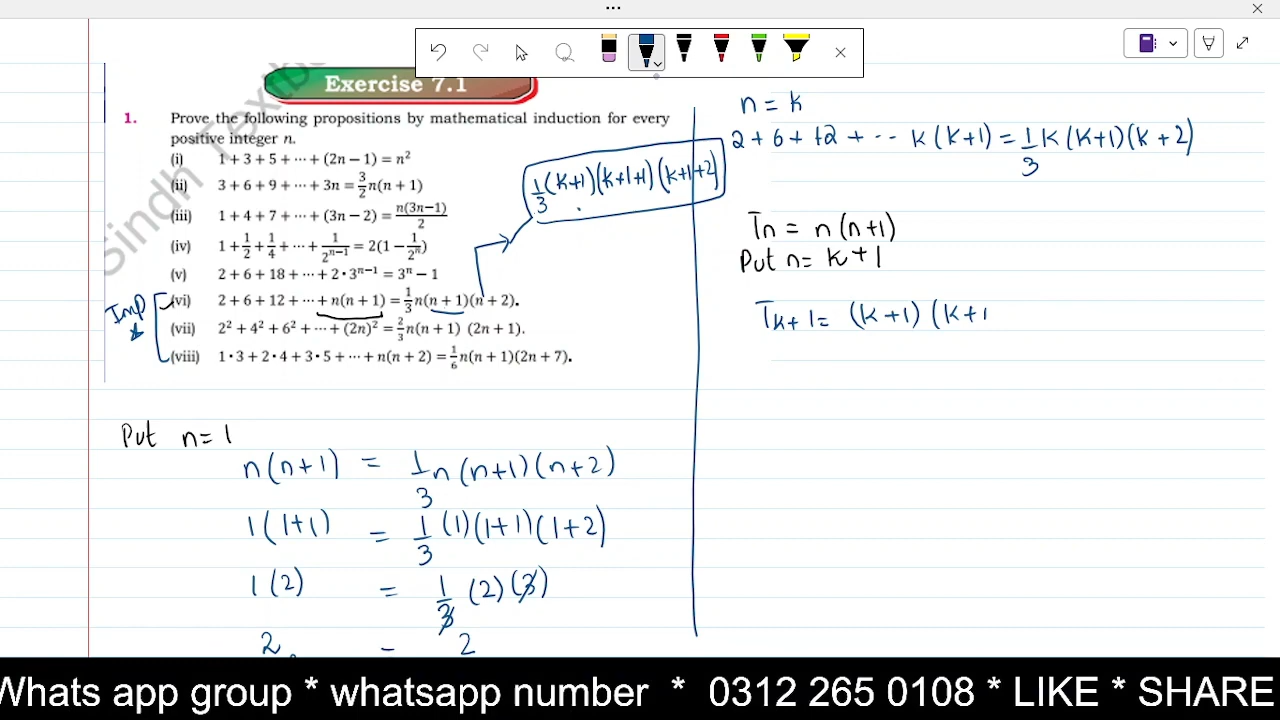 Exercise 7.1
1. Prove the following propositions by mathematical induction for every
positive integer n.
(i) 1 + 3 + 5 + ⋯ + (2n − 1) = n²
(ii) 3 + 6 + 9 + ⋯ + 3n = 3/2 n(n + 1)
(iii) 1 + 4 + 7 + ⋯ + (3n − 2) = n(3n−1)/2
(iv) 1 + 1/2 + 1/4 + ⋯ + 1/2ⁿ⁻¹ = 2(1 − 1/2ⁿ)
(v) 2 + 6 + 18 + ⋯ + 2 • 3ⁿ⁻¹ = 3ⁿ − 1
(vi) 2 + 6 + 12 + ⋯ + n(n + 1) = 1/3 n(n + 1)(n + 2).
(vii) 2² + 4² + 6² + ⋯ + (2n)² = 2/3 n(n + 1) (2n + 1).
(viii) 1 • 3 + 2 • 4 + 3 • 5 + ⋯ + n(n + 2) = 1/6 n(n + 1)(2n + 7).
Imp
1/3 (k+1)(k+1+1)(k+1+2)
Put n = 1
n(n+1) = 1/3 n(n+1)(n+2)
1(1+1) = 1/3 (1)(1+1)(1+2)
1(2) = 1/3 (2)(3)
2 = 2
n = k
2 + 6 + 12 + ⋯ k(k+1) = 1/3 k(k+1)(k+2)
Tn = n(n+1)
Put n = k+1
Tk+1 = (k+1)(k+1
Sindh Textbo
Whats app group * whatsapp number * 0312 265 0108 * LIKE * SHARE